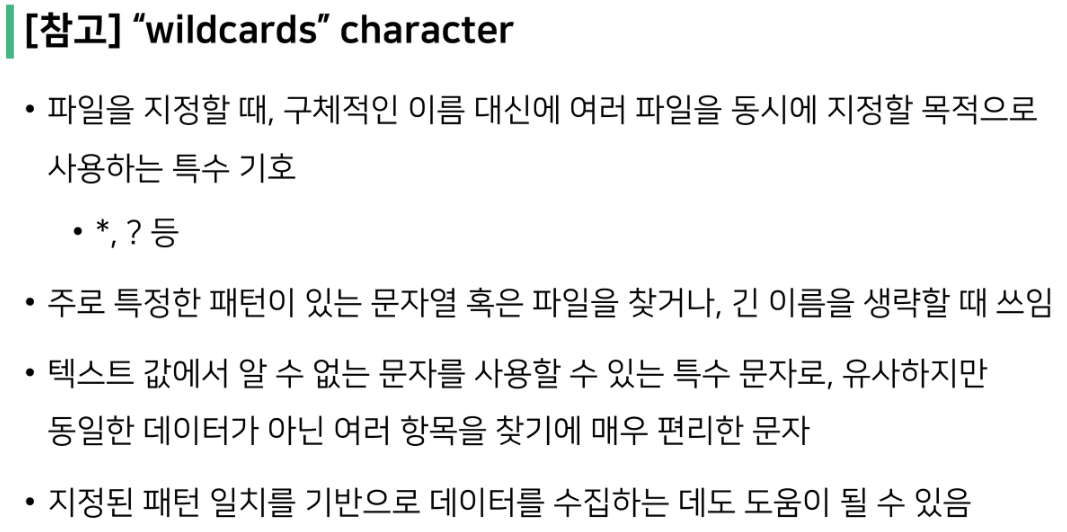 [참고] “wildcards” character
• 파일을 지정할 때, 구체적인 이름 대신에 여러 파일을 동시에 지정할 목적으로
사용하는 특수 기호
• *, ? 등
• 주로 특정한 패턴이 있는 문자열 혹은 파일을 찾거나, 긴 이름을 생략할 때 쓰임
• 텍스트 값에서 알 수 없는 문자를 사용할 수 있는 특수 문자로, 유사하지만
동일한 데이터가 아닌 여러 항목을 찾기에 매우 편리한 문자
• 지정된 패턴 일치를 기반으로 데이터를 수집하는 데도 도움이 될 수 있음